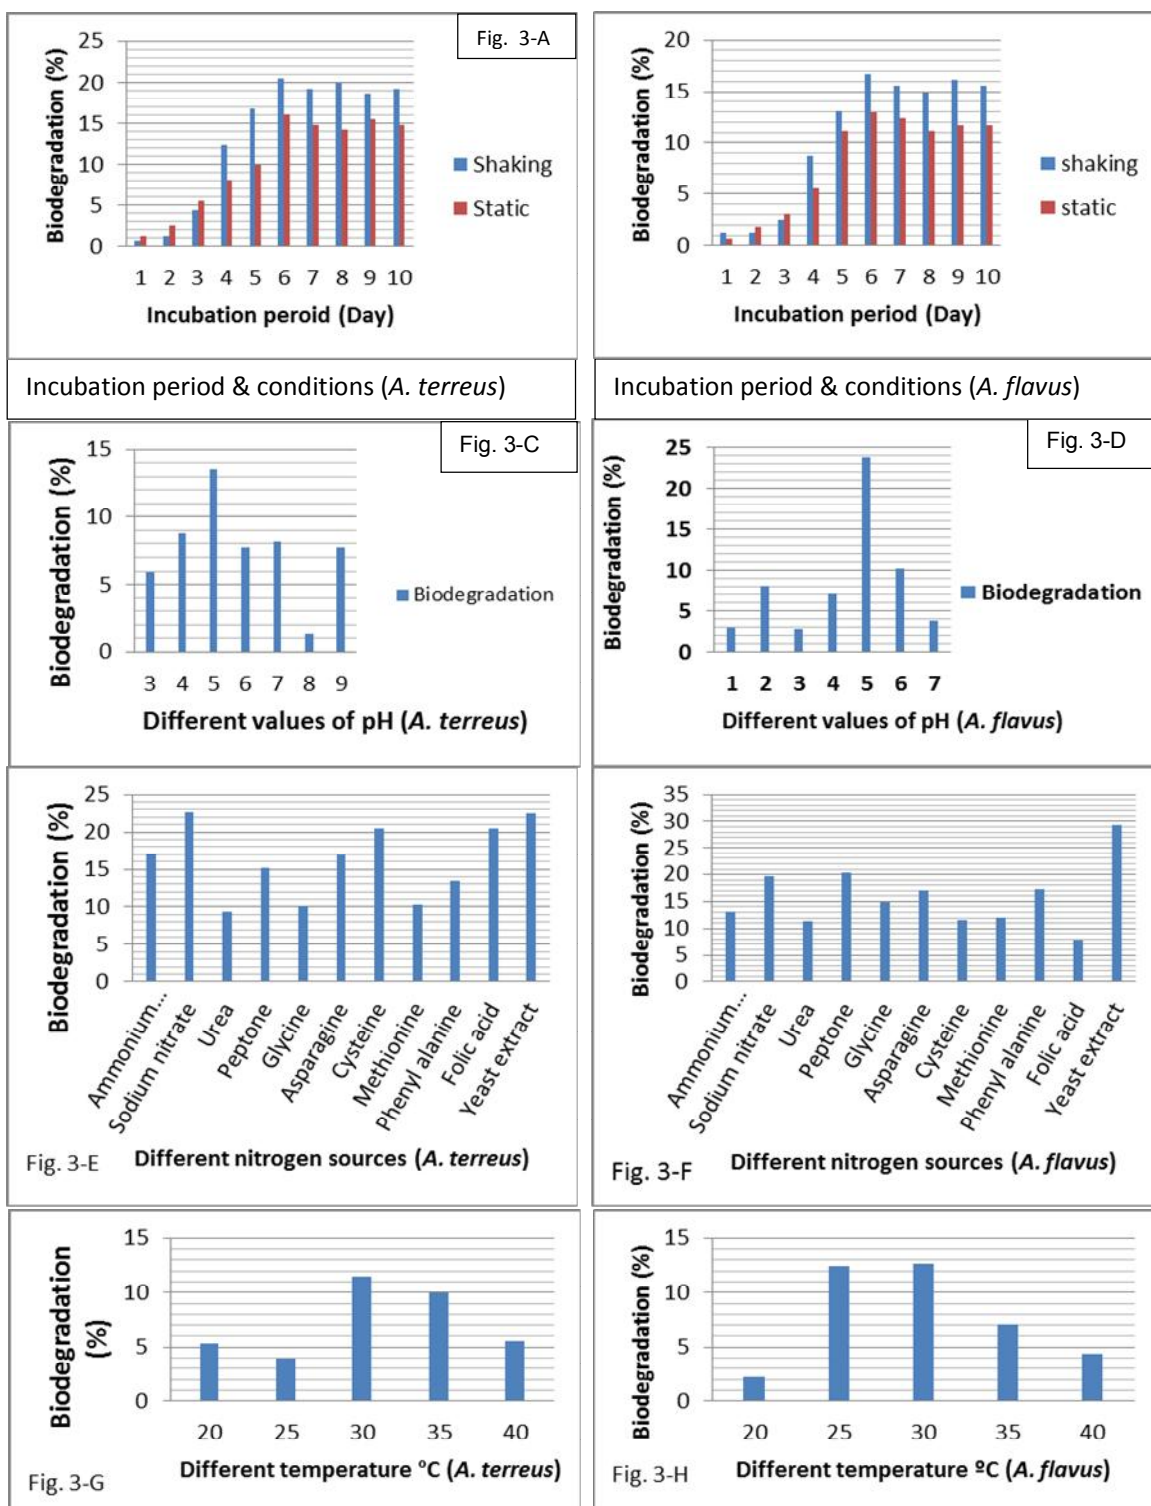 Fig. 3-A
Biodegradation (%)
25
20
15
10
5
0
1 2 3 4 5 6 7 8 9 10
Incubation peroid (Day)
Shaking
Static
Incubation period & conditions (A. terreus)
Biodegradation (%)
20
15
10
5
0
1 2 3 4 5 6 7 8 9 10
Incubation period (Day)
shaking
static
Incubation period & conditions (A. flavus)
Fig. 3-C
Biodegradation (%)
15
10
5
0
3 4 5 6 7 8 9
Different values of pH (A. terreus)
Biodegradation
Fig. 3-D
Biodegradation (%)
25
20
15
10
5
0
1 2 3 4 5 6 7
Different values of pH (A. flavus)
Biodegradation
Biodegradation (%)
25
20
15
10
5
0
Ammonium...
Sodium nitrate
Urea
Peptone
Glycine
Asparagine
Cysteine
Methionine
Phenyl alanine
Folic acid
Yeast extract
Fig. 3-E
Different nitrogen sources (A. terreus)
Biodegradation (%)
35
30
25
20
15
10
5
0
Ammonium...
Sodium nitrate
Urea
Peptone
Glycine
Asparagine
Cysteine
Methionine
Phenyl alanine
Folic acid
Yeast extract
Fig. 3-F
Different nitrogen sources (A. flavus)
Biodegradation
(%)
15
10
5
0
20 25 30 35 40
Different temperature °C (A. terreus)
Fig. 3-G
Biodegradation (%)
15
10
5
0
20 25 30 35 40
Different temperature ºC (A. flavus)
Fig. 3-H